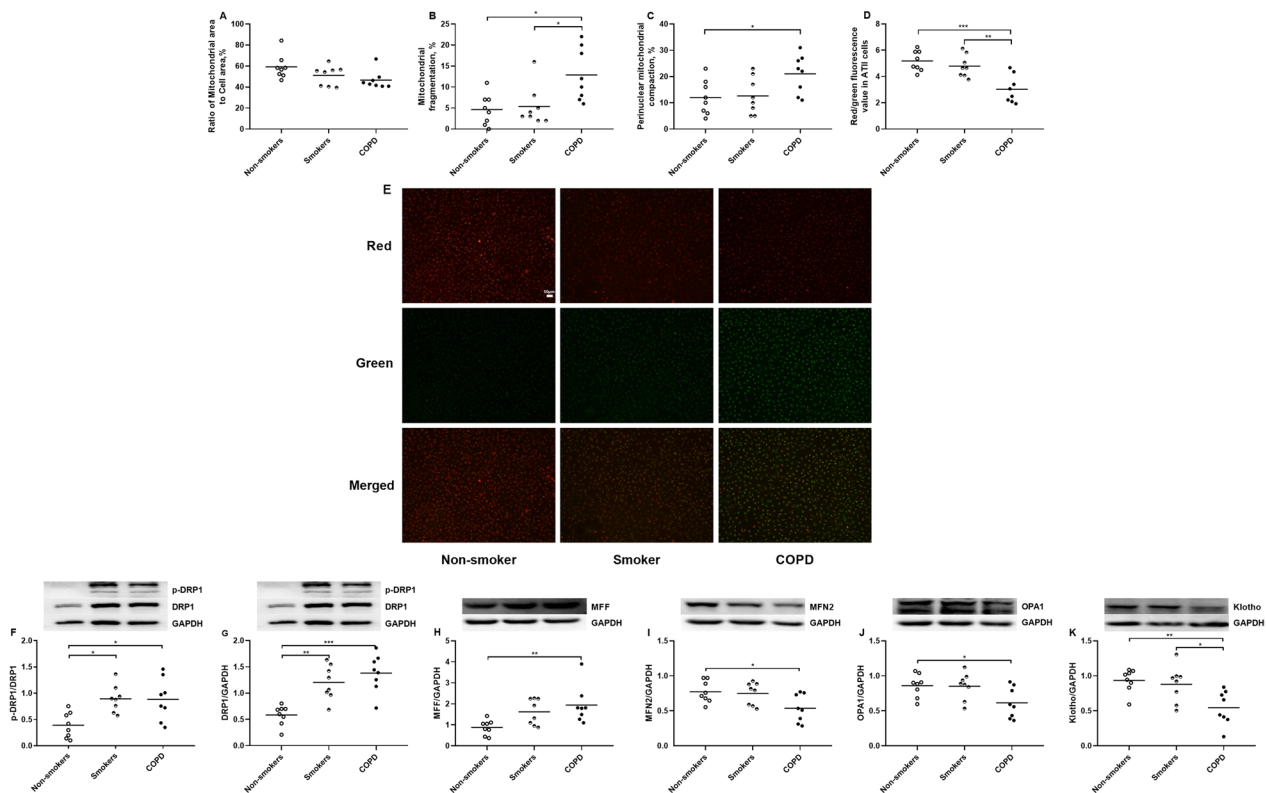 A
Ratio of Mitochondrial area
to Cell area,%
100
80
60
40
20
0
Non-smokers
Smokers
COPD
B
Mitochondrial
fragmentation, %
25
20
15
10
5
0
*
*
Non-smokers
Smokers
COPD
C
Perinuclear mitochondrial
compaction, %
40
30
20
10
0
*
Non-smokers
Smokers
COPD
D
Red/green fluorescence
value in ATII cells
8
6
4
2
0
***
**
Non-smokers
Smokers
COPD
E
Red
50μm
Green
Merged
Non-smoker
Smoker
COPD
p-DRP1
DRP1
GAPDH
F
p-DRP1/DRP1
2.0
1.5
1.0
0.5
0.0
*
*
Non-smokers
Smokers
COPD
p-DRP1
DRP1
GAPDH
G
DRP1/GAPDH
2.0
1.5
1.0
0.5
0.0
***
**
Non-smokers
Smokers
COPD
MFF
GAPDH
H
MFF/GAPDH
5
4
3
2
1
0
**
Non-smokers
Smokers
COPD
MFN2
GAPDH
I
MFN2/GAPDH
1.5
1.0
0.5
0.0
*
Non-smokers
Smokers
COPD
OPA1
GAPDH
J
OPA1/GAPDH
1.5
1.0
0.5
0.0
*
Non-smokers
Smokers
COPD
Klotho
GAPDH
K
Klotho/GAPDH
1.5
1.0
0.5
0.0
**
*
Non-smokers
Smokers
COPD